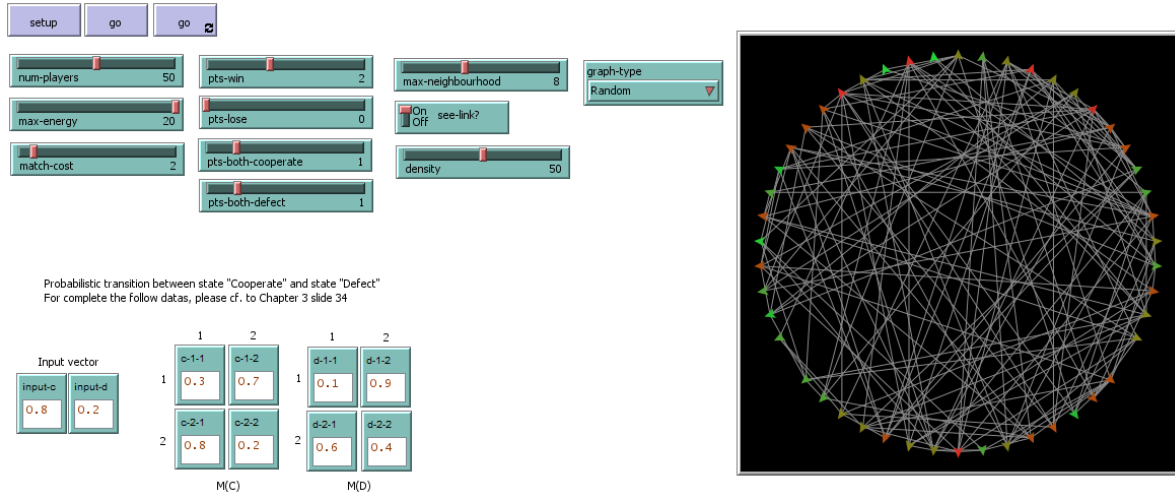 setup
go
go
num-players 50
max-energy 20
match-cost 2
pts-win 2
pts-lose 0
pts-both-cooperate 1
pts-both-defect 1
max-neighbourhood 8
On
Off
see-link?
density 50
graph-type
Random
Probabilistic transition between state "Cooperate" and state "Defect"
For complete the follow datas, please cf. to Chapter 3 slide 34
Input vector
input-c input-d
0.8 0.2
1 2
c-1-1 c-1-2
1 0.3 0.7
c-2-1 c-2-2
2 0.8 0.2
M(C)
1 2
d-1-1 d-1-2
1 0.1 0.9
d-2-1 d-2-2
2 0.6 0.4
M(D)